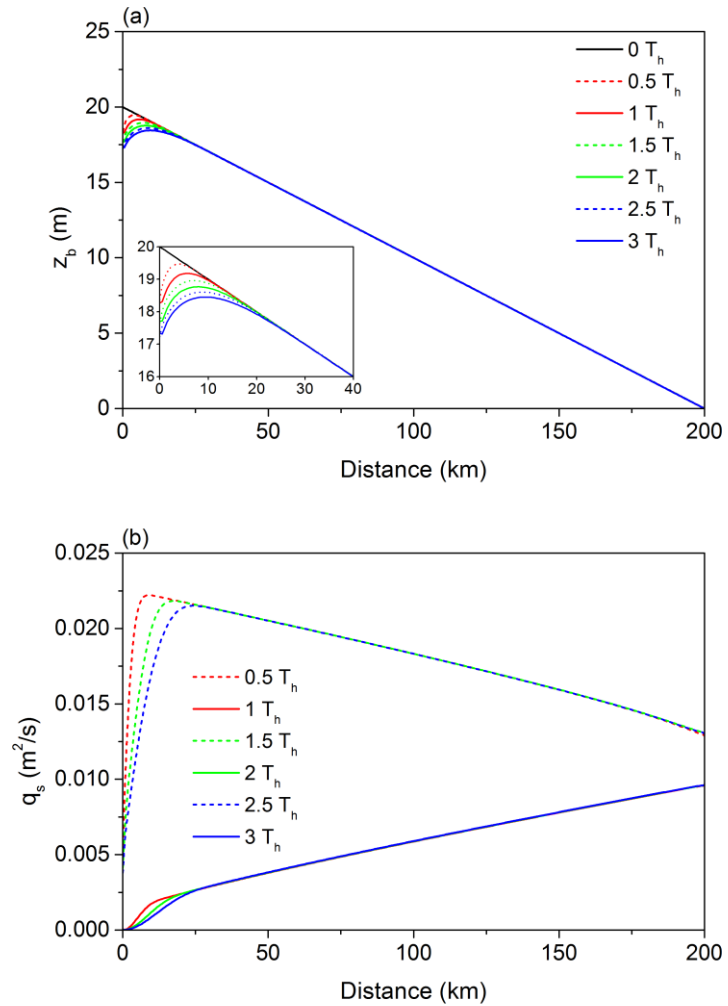 (a)
25
20
15
10
5
0
z_b (m)
0 T_h
0.5 T_h
1 T_h
1.5 T_h
2 T_h
2.5 T_h
3 T_h
20
19
18
17
16
0 10 20 30 40
0 50 100 150 200
Distance (km)
(b)
0.025
0.020
0.015
0.010
0.005
0.000
q_s (m²/s)
0.5 T_h
1 T_h
1.5 T_h
2 T_h
2.5 T_h
3 T_h
0 50 100 150 200
Distance (km)